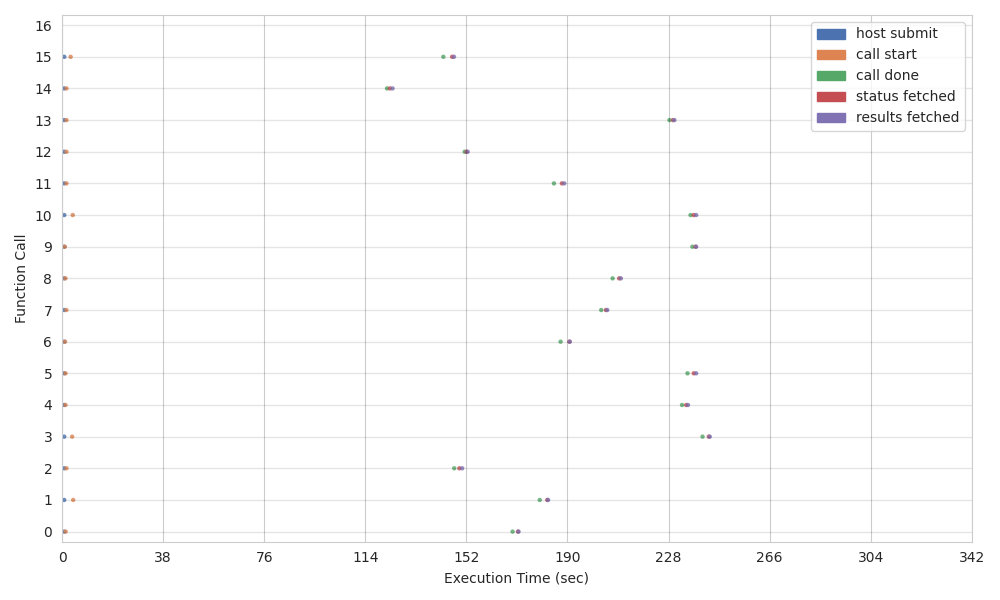 16
15
14
13
12
11
10
9
8
7
6
5
4
3
2
1
0
Function Call
host submit
call start
call done
status fetched
results fetched
0 38 76 114 152 190 228 266 304 342
Execution Time (sec)